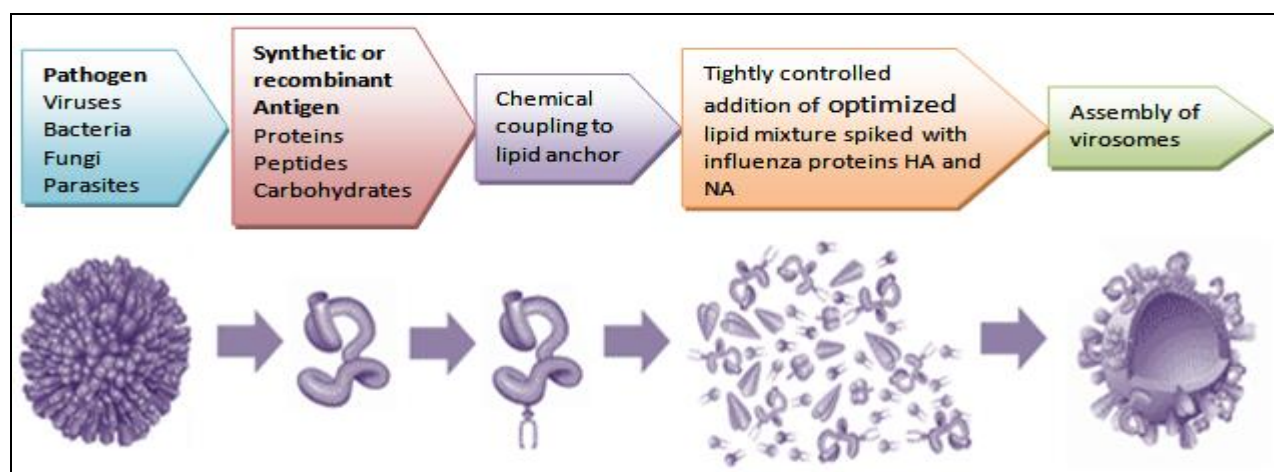 Pathogen
Viruses
Bacteria
Fungi
Parasites
Synthetic or
recombinant
Antigen
Proteins
Peptides
Carbohydrates
Chemical
coupling to
lipid anchor
Tightly controlled
addition of optimized
lipid mixture spiked with
influenza proteins HA and
NA
Assembly of
virosomes